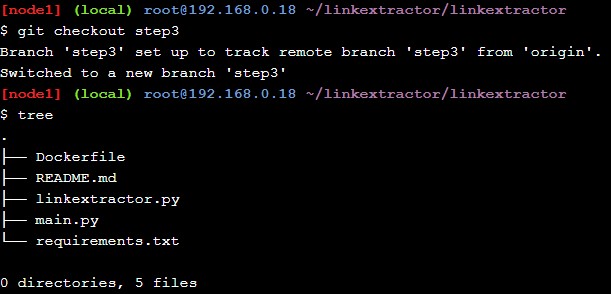 [node1] (local) root@192.168.0.18 ~/linkextractor/linkextractor
$ git checkout step3
Branch 'step3' set up to track remote branch 'step3' from 'origin'.
Switched to a new branch 'step3'
[node1] (local) root@192.168.0.18 ~/linkextractor/linkextractor
$ tree
.
├── Dockerfile
├── README.md
├── linkextractor.py
├── main.py
└── requirements.txt
0 directories, 5 files